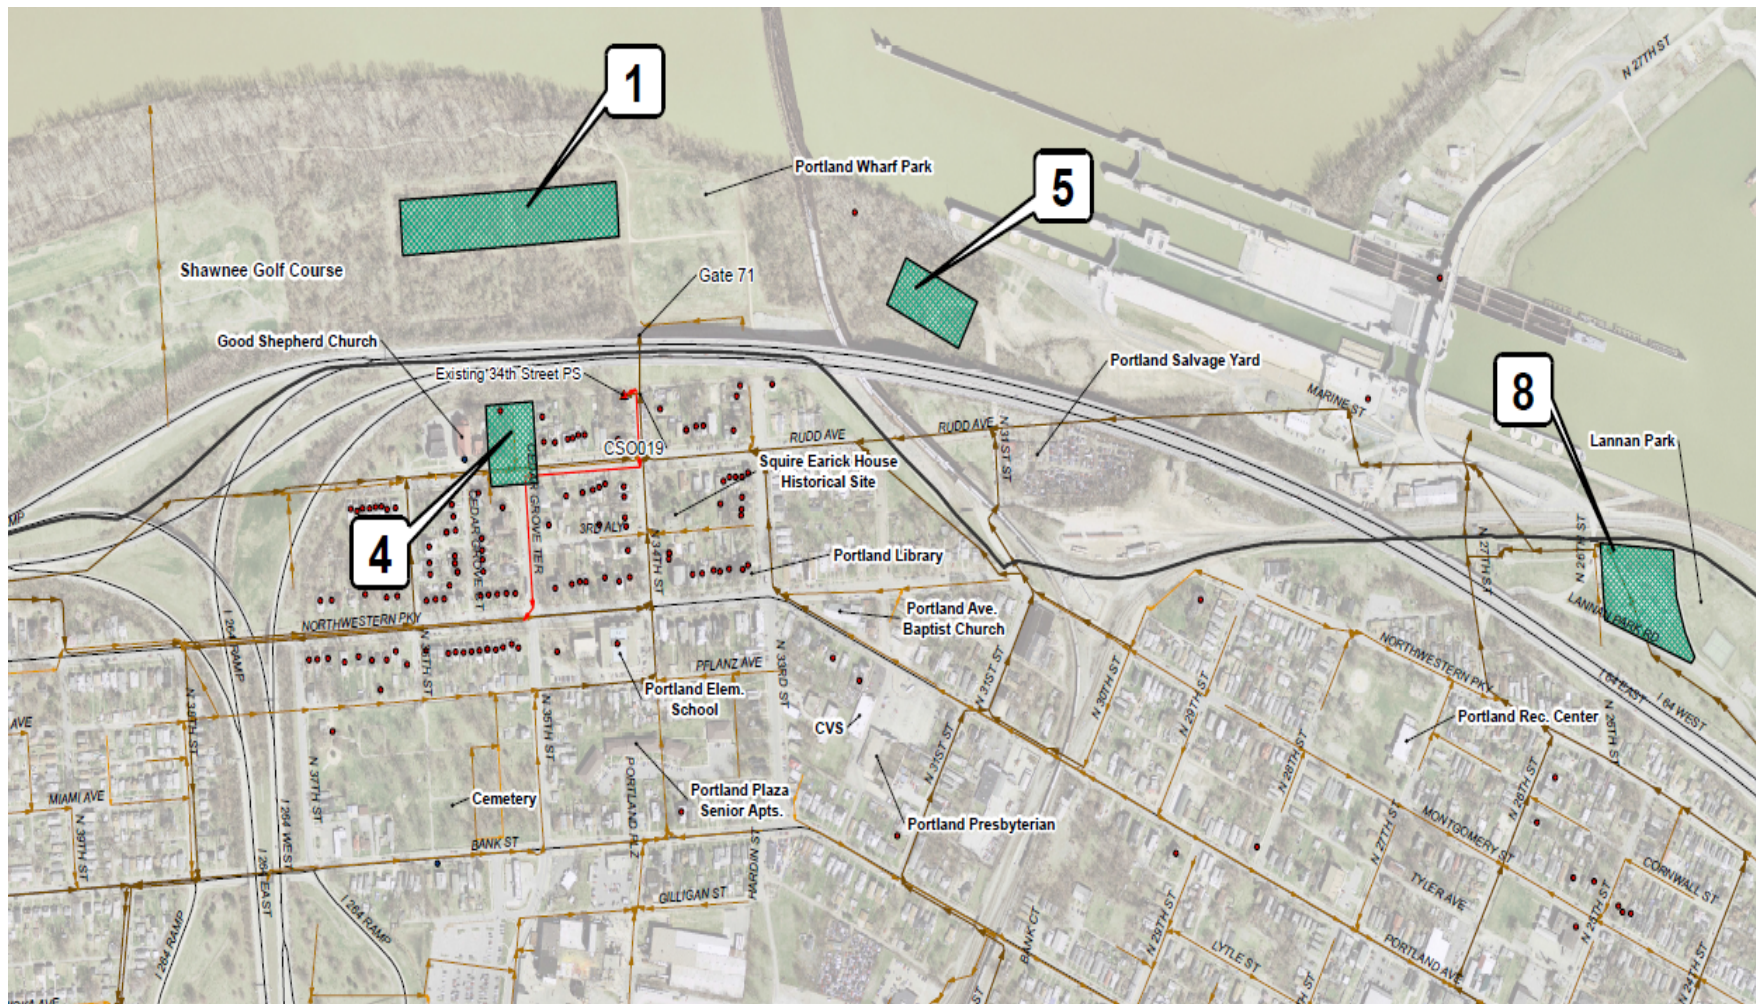 1
N 27TH ST
Portland Wharf Park
5
Shawnee Golf Course
Gate 71
Good Shepherd Church
Portland Salvage Yard
Existing 34th Street PS
8
MARINE ST
Lannan Park
RUDD AVE
RUDD AVE
N 31ST ST
CSO019
Squire Earick House
Historical Site
CEDAR GROVE TER
CEDAR GROVE CT
3RD ALY
N 34TH ST
4
Portland Library
N 27TH ST
N 26TH ST
LANNAN PARK RD
I 264 RAMP
NORTHWESTERN PKY
Portland Ave.
Baptist Church
N 36TH ST
PFLANZ AVE
N 33RD ST
N 31ST ST
N 30TH ST
N 29TH ST
NORTHWESTERN PKY
I 64 EAST
I 64 WEST
N 38TH ST
Portland Elem.
School
N 35TH ST
CVS
Portland Rec. Center
N 26TH ST
AVE
N 28TH ST
N 31ST ST
N 37TH ST
PORTLAND PLZ
MIAMI AVE
Cemetery
Portland Plaza
Senior Apts.
Portland Presbyterian
N 26TH ST
N 39TH ST
I 264 WEST
I 264 EAST
BANK ST
HARDIN ST
N 27TH ST
MONTGOMERY ST
CORNWALL ST
TYLER AVE
GILLIGAN ST
I 264 RAMP
I 264 RAMP
BANK CT
N 29TH ST
LYTLE ST
PORTLAND AVE
N 25TH ST
N 24TH ST